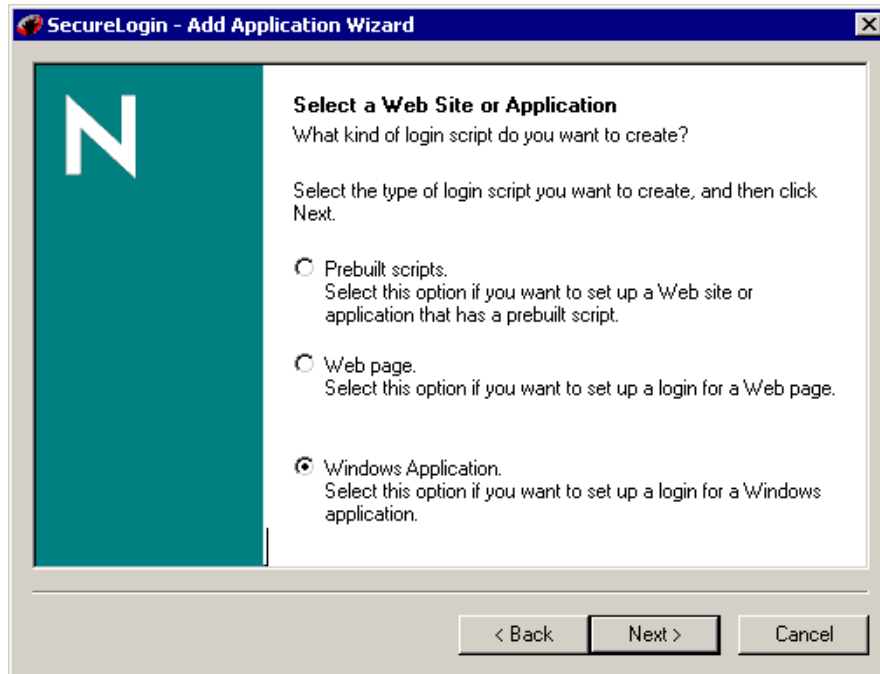 SecureLogin - Add Application Wizard
N
Select a Web Site or Application
What kind of login script do you want to create?
Select the type of login script you want to create, and then click
Next.
Prebuilt scripts.
Select this option if you want to set up a Web site or
application that has a prebuilt script.
Web page.
Select this option if you want to set up a login for a Web page.
Windows Application.
Select this option if you want to set up a login for a Windows
application.
< Back
Next >
Cancel